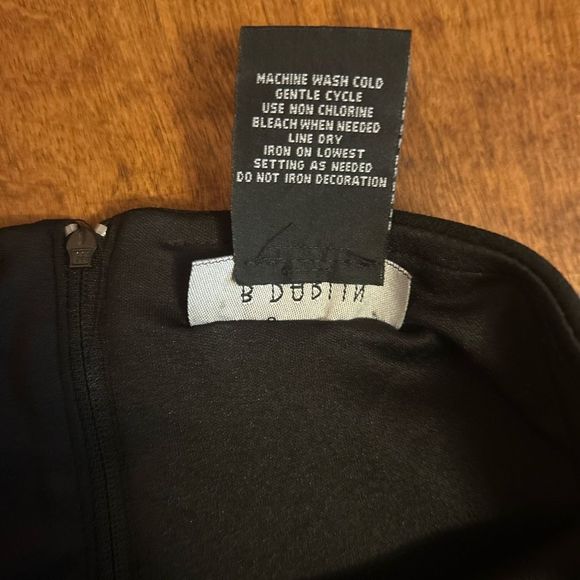 MACHINE WASH COLD
GENTLE CYCLE
USE NON CHLORINE
BLEACH WHEN NEEDED
LINE DRY
IRON ON LOWEST
SETTING AS NEEDED
DO NOT IRON DECORATION